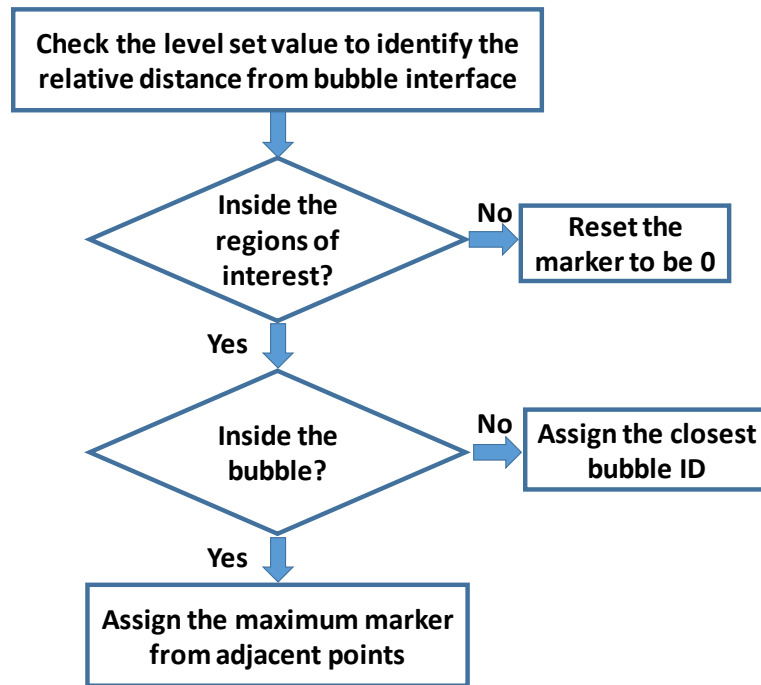 Check the level set value to identify the
relative distance from bubble interface
Inside the
regions of
interest?
No
Reset the
marker to be 0
Yes
Inside the
bubble?
No
Assign the closest
bubble ID
Yes
Assign the maximum marker
from adjacent points